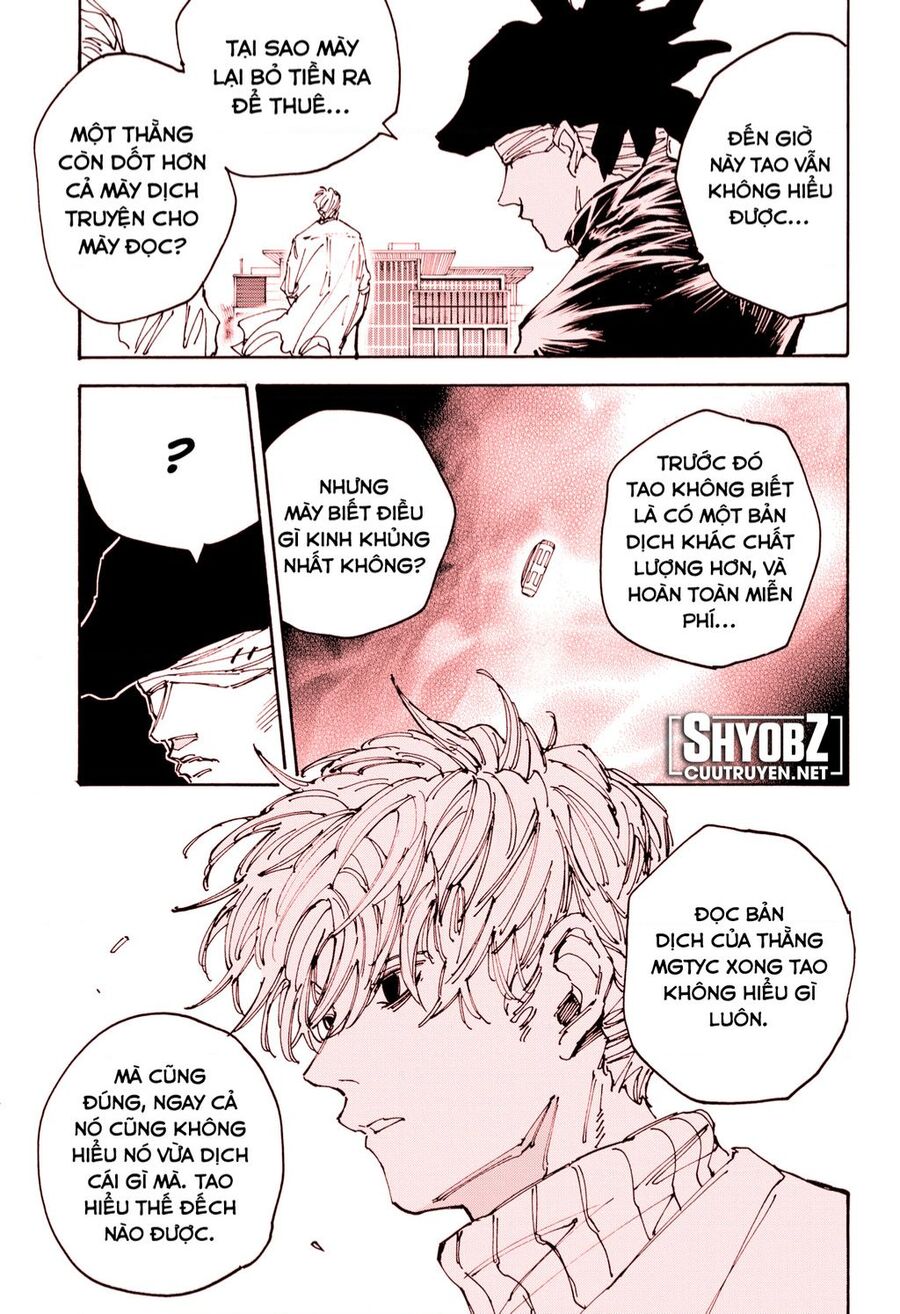 ĐẾN GIỜ
NÀY TAO VẪN
KHÔNG HIỂU
ĐƯỢC...
TẠI SAO MÀY
LẠI BỎ TIỀN RA
ĐỂ THUÊ...
MỘT THẰNG
CÒN DỐT HƠN
CẢ MÀY DỊCH
TRUYỆN CHO
MÀY ĐỌC?
TRƯỚC ĐÓ
TAO KHÔNG BIẾT
LÀ CÓ MỘT BẢN
DỊCH KHÁC CHẤT
LƯỢNG HƠN, VÀ
HOÀN TOÀN MIỄN
PHÍ...
NHƯNG
MÀY BIẾT ĐIỀU
GÌ KINH KHỦNG
NHẤT KHÔNG?
?
SHYOBZ
CUUTRUYEN.NET
ĐỌC BẢN
DỊCH CỦA THẰNG
MGTYC XONG TAO
KHÔNG HIỂU GÌ
LUÔN.
MÀ CŨNG
ĐÚNG, NGAY CẢ
NÓ CŨNG KHÔNG
HIỂU NÓ VỪA DỊCH
CÁI GÌ MÀ. TAO
HIỂU THẾ ĐẾCH
NÀO ĐƯỢC.